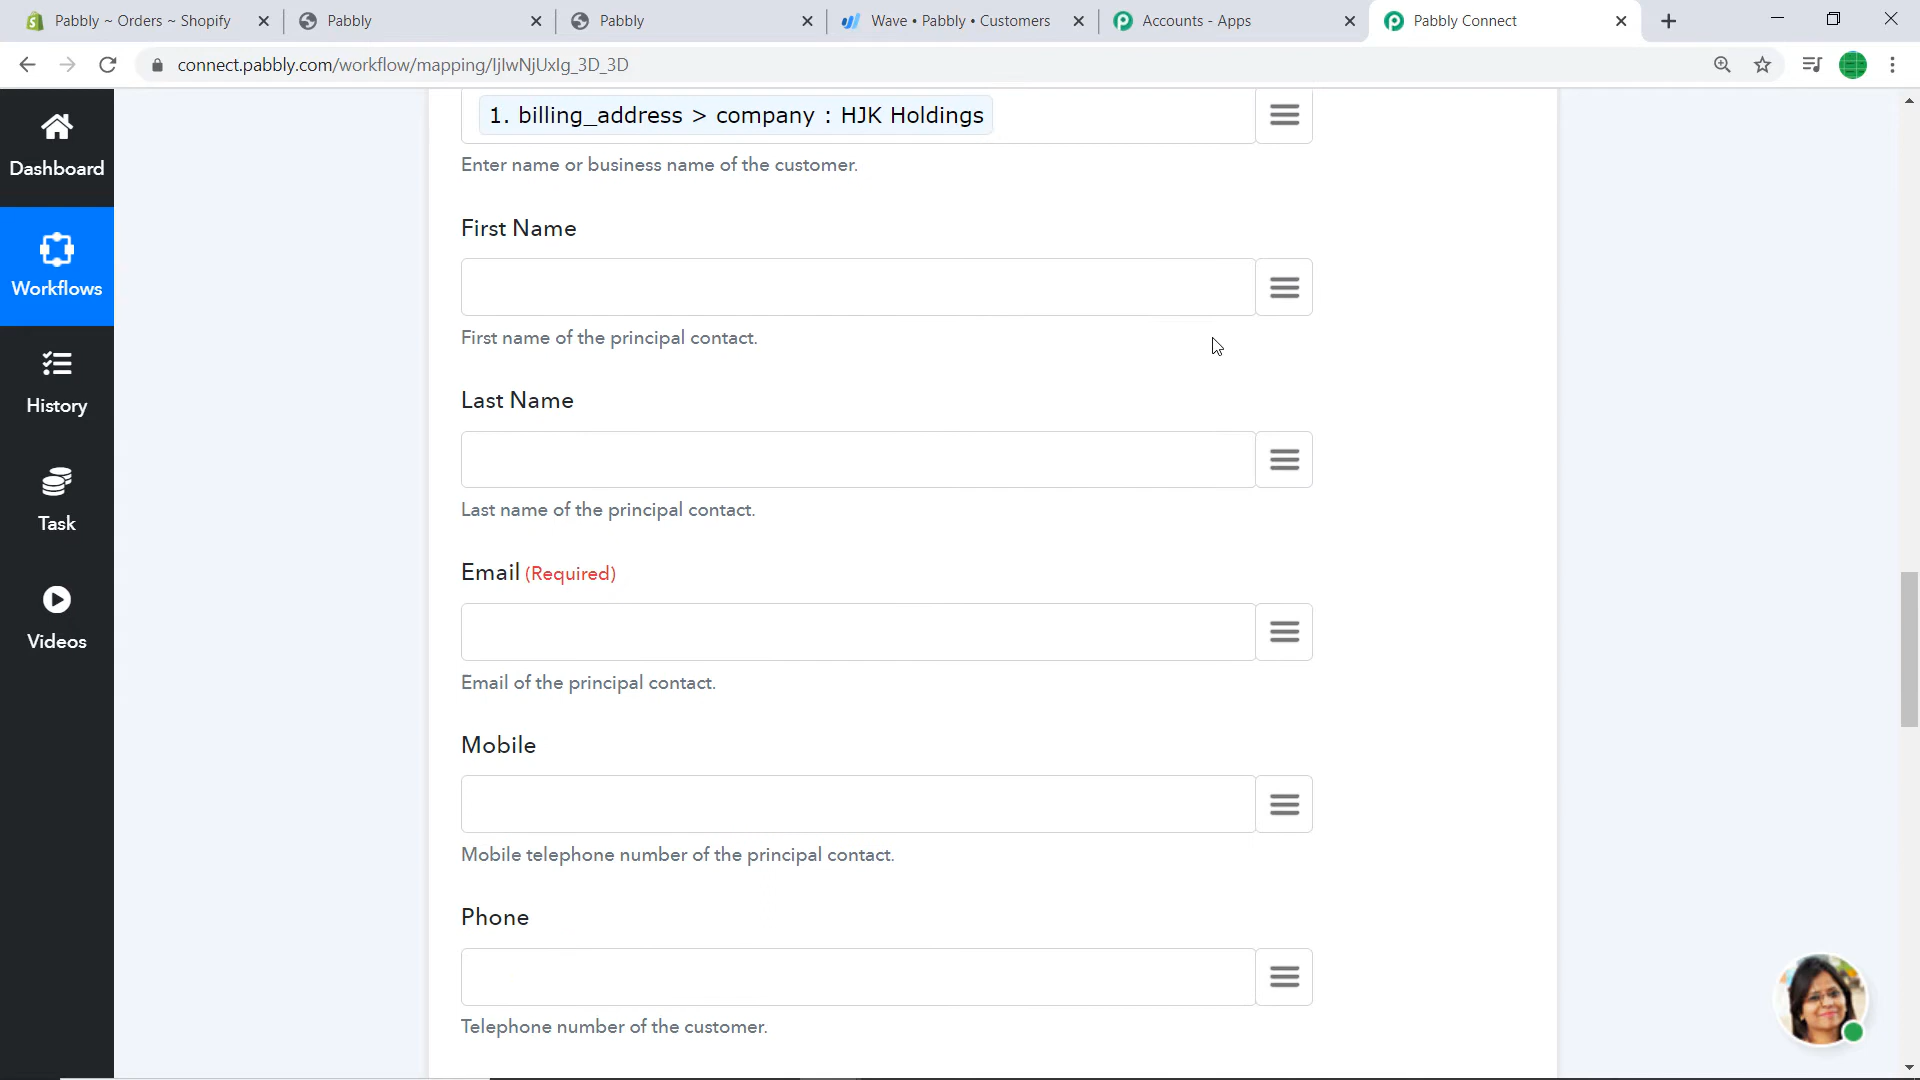 Pabbly ~ Orders ~ Shopify
Pabbly
Pabbly
Wave • Pabbly • Customers
Accounts - Apps
Pabbly Connect
connect.pabbly.com/workflow/mapping/IjIwNjUxIg_3D_3D
Dashboard
Workflows
History
Task
Videos
1. billing_address > company : HJK Holdings
Enter name or business name of the customer.
First Name
First name of the principal contact.
Last Name
Last name of the principal contact.
Email (Required)
Email of the principal contact.
Mobile
Mobile telephone number of the principal contact.
Phone
Telephone number of the customer.